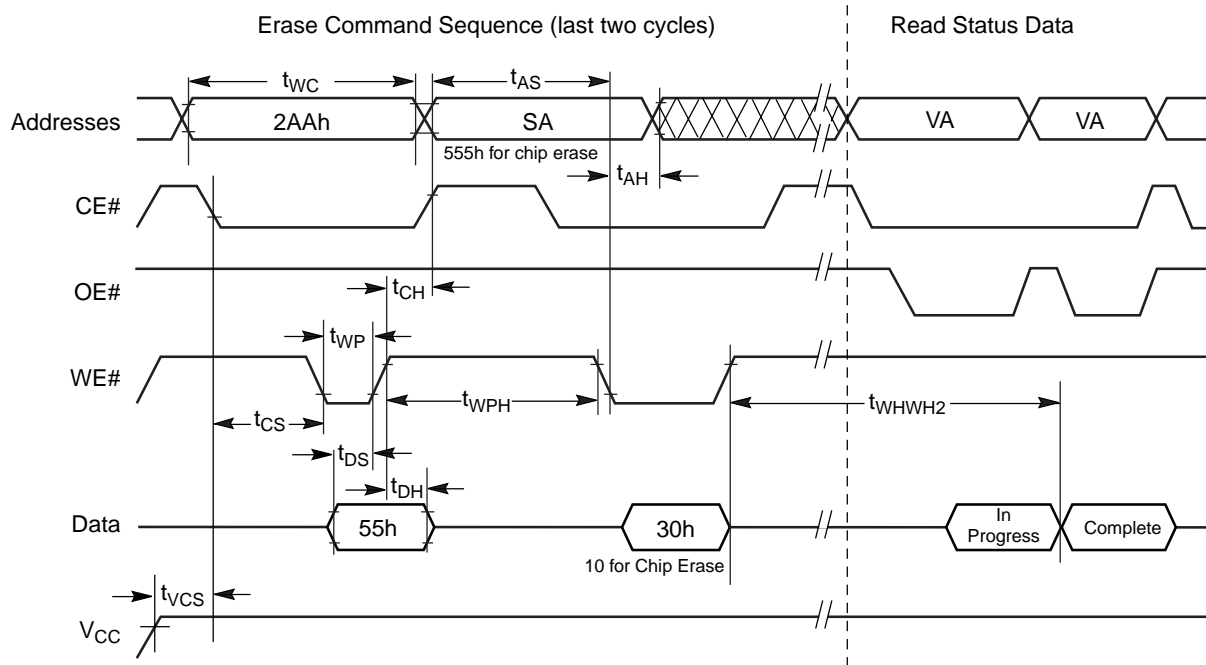 Erase Command Sequence (last two cycles)
Read Status Data
tWC
tAS
Addresses
2AAh
SA
VA
VA
555h for chip erase
tAH
CE#
OE#
tCH
tWP
WE#
tWPH
tWHWH2
tCS
tDS
tDH
Data
55h
30h
In
Progress
Complete
10 for Chip Erase
tVCS
VCC